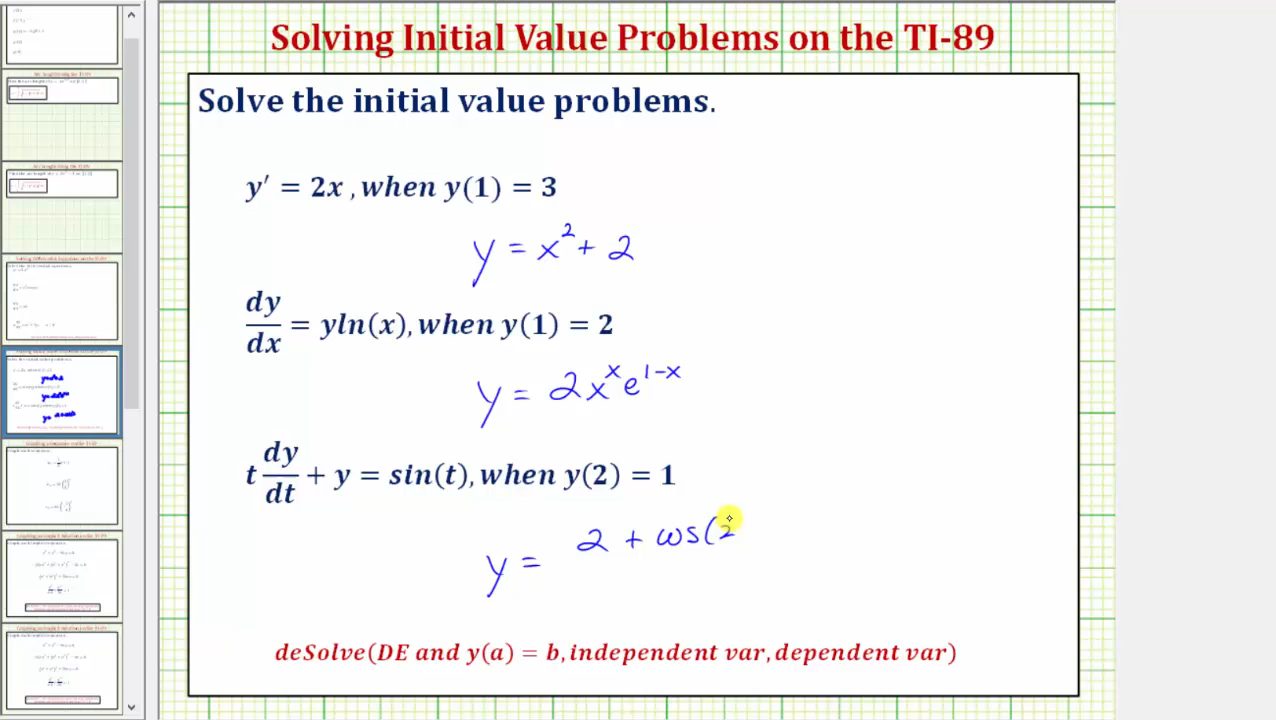 Solving Initial Value Problems on the TI-89
Solve the initial value problems.
y′ = 2x , when y(1) = 3
y = x² + 2
dy/dx = yln(x), when y(1) = 2
y = 2xˣe¹⁻ˣ
t dy/dt + y = sin(t), when y(2) = 1
y = 2 + cos(2
deSolve(DE and y(a) = b, independent var, dependent var)